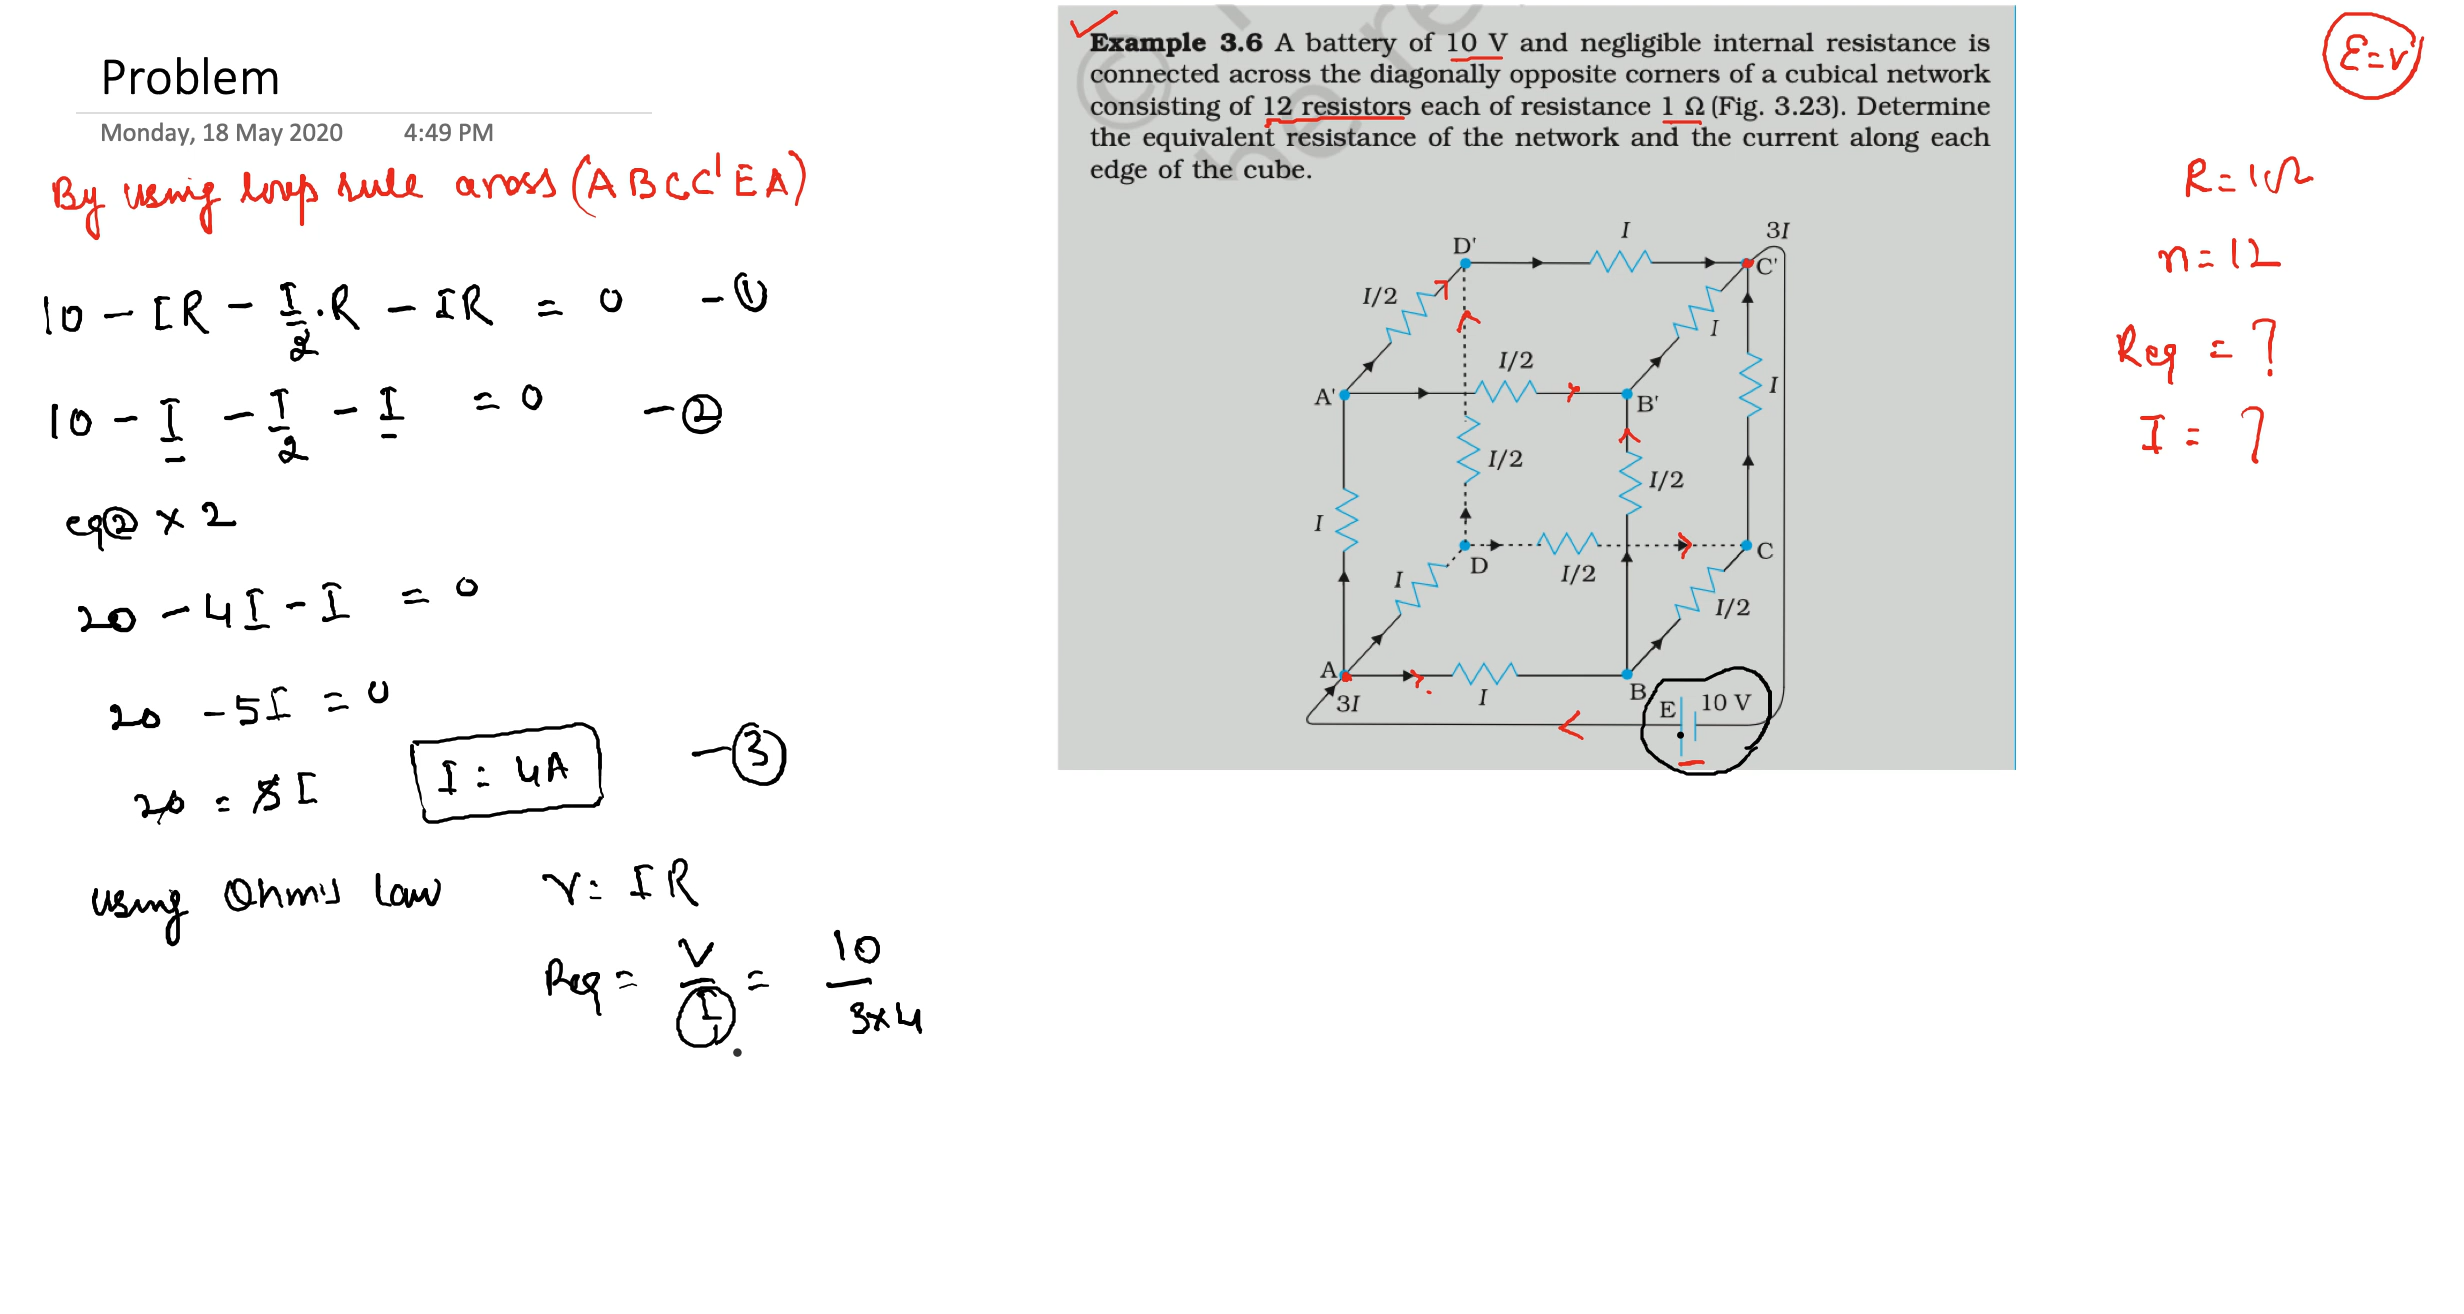 Problem
Monday, 18 May 2020 4:49 PM
By using loop rule across (ABCC'EA)
10 - IR - I/2 . R - IR = 0 - ①
10 - I - I/2 - I = 0 - ②
eq② × 2
20 - 4I - I = 0
20 - 5I = 0
20 = 5I
I = 4A - ③
using Ohm's law V = IR
Req = V/I = 10/3×4
Example 3.6 A battery of 10 V and negligible internal resistance is
connected across the diagonally opposite corners of a cubical network
consisting of 12 resistors each of resistance 1 Ω (Fig. 3.23). Determine
the equivalent resistance of the network and the current along each
edge of the cube.
D' I 3I
C'
I/2 I
I/2
A' B' I
I/2 I/2
I
D I/2 C
I I/2
A B
3I I E 10 V
ε=V
R = 1Ω
n = 12
Req = ?
I = ?